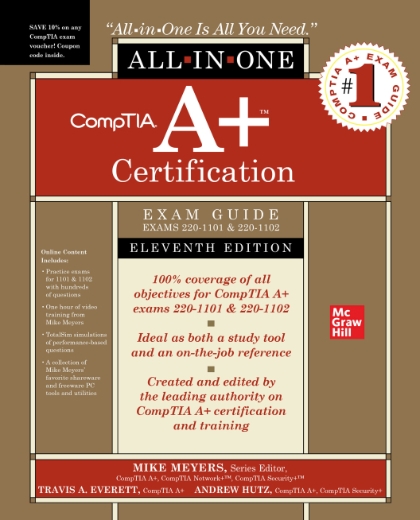 SAVE 10% on any
CompTIA exam
voucher! Coupon
code inside.
“All•in•One Is All You Need.”
ALL•IN•ONE
COMPTIA A+ EXAM GUIDE
#1
CompTIA.
A+™
Certification
EXAM GUIDE
EXAMS 220-1101 & 220-1102
ELEVENTH EDITION
Online Content
Includes:
• Practice exams
for 1101 & 1102
with hundreds
of questions
• One hour of video
training from
Mike Meyers
• TotalSim simulations
of performance-based
questions
• A collection of
Mike Meyers'
favorite shareware
and freeware PC
tools and utilities
100% coverage of all
objectives for CompTIA A+
exams 220-1101 & 220-1102
Ideal as both a study tool
and an on-the-job reference
Created and edited by
the leading authority on
CompTIA A+ certification
and training
Mc
Graw
Hill
MIKE MEYERS, Series Editor,
CompTIA A+, CompTIA Network+™, CompTIA Security+™
TRAVIS A. EVERETT, CompTIA A+ ANDREW HUTZ, CompTIA A+, CompTIA Security+